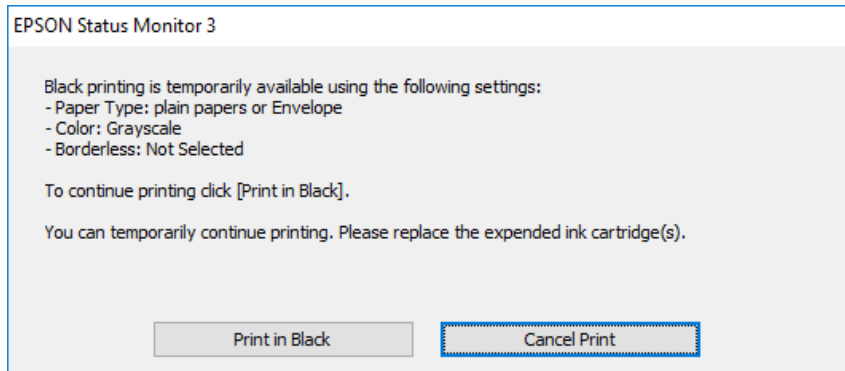 EPSON Status Monitor 3
Black printing is temporarily available using the following settings:
- Paper Type: plain papers or Envelope
- Color: Grayscale
- Borderless: Not Selected
To continue printing click [Print in Black].
You can temporarily continue printing. Please replace the expended ink cartridge(s).
Print in Black
Cancel Print